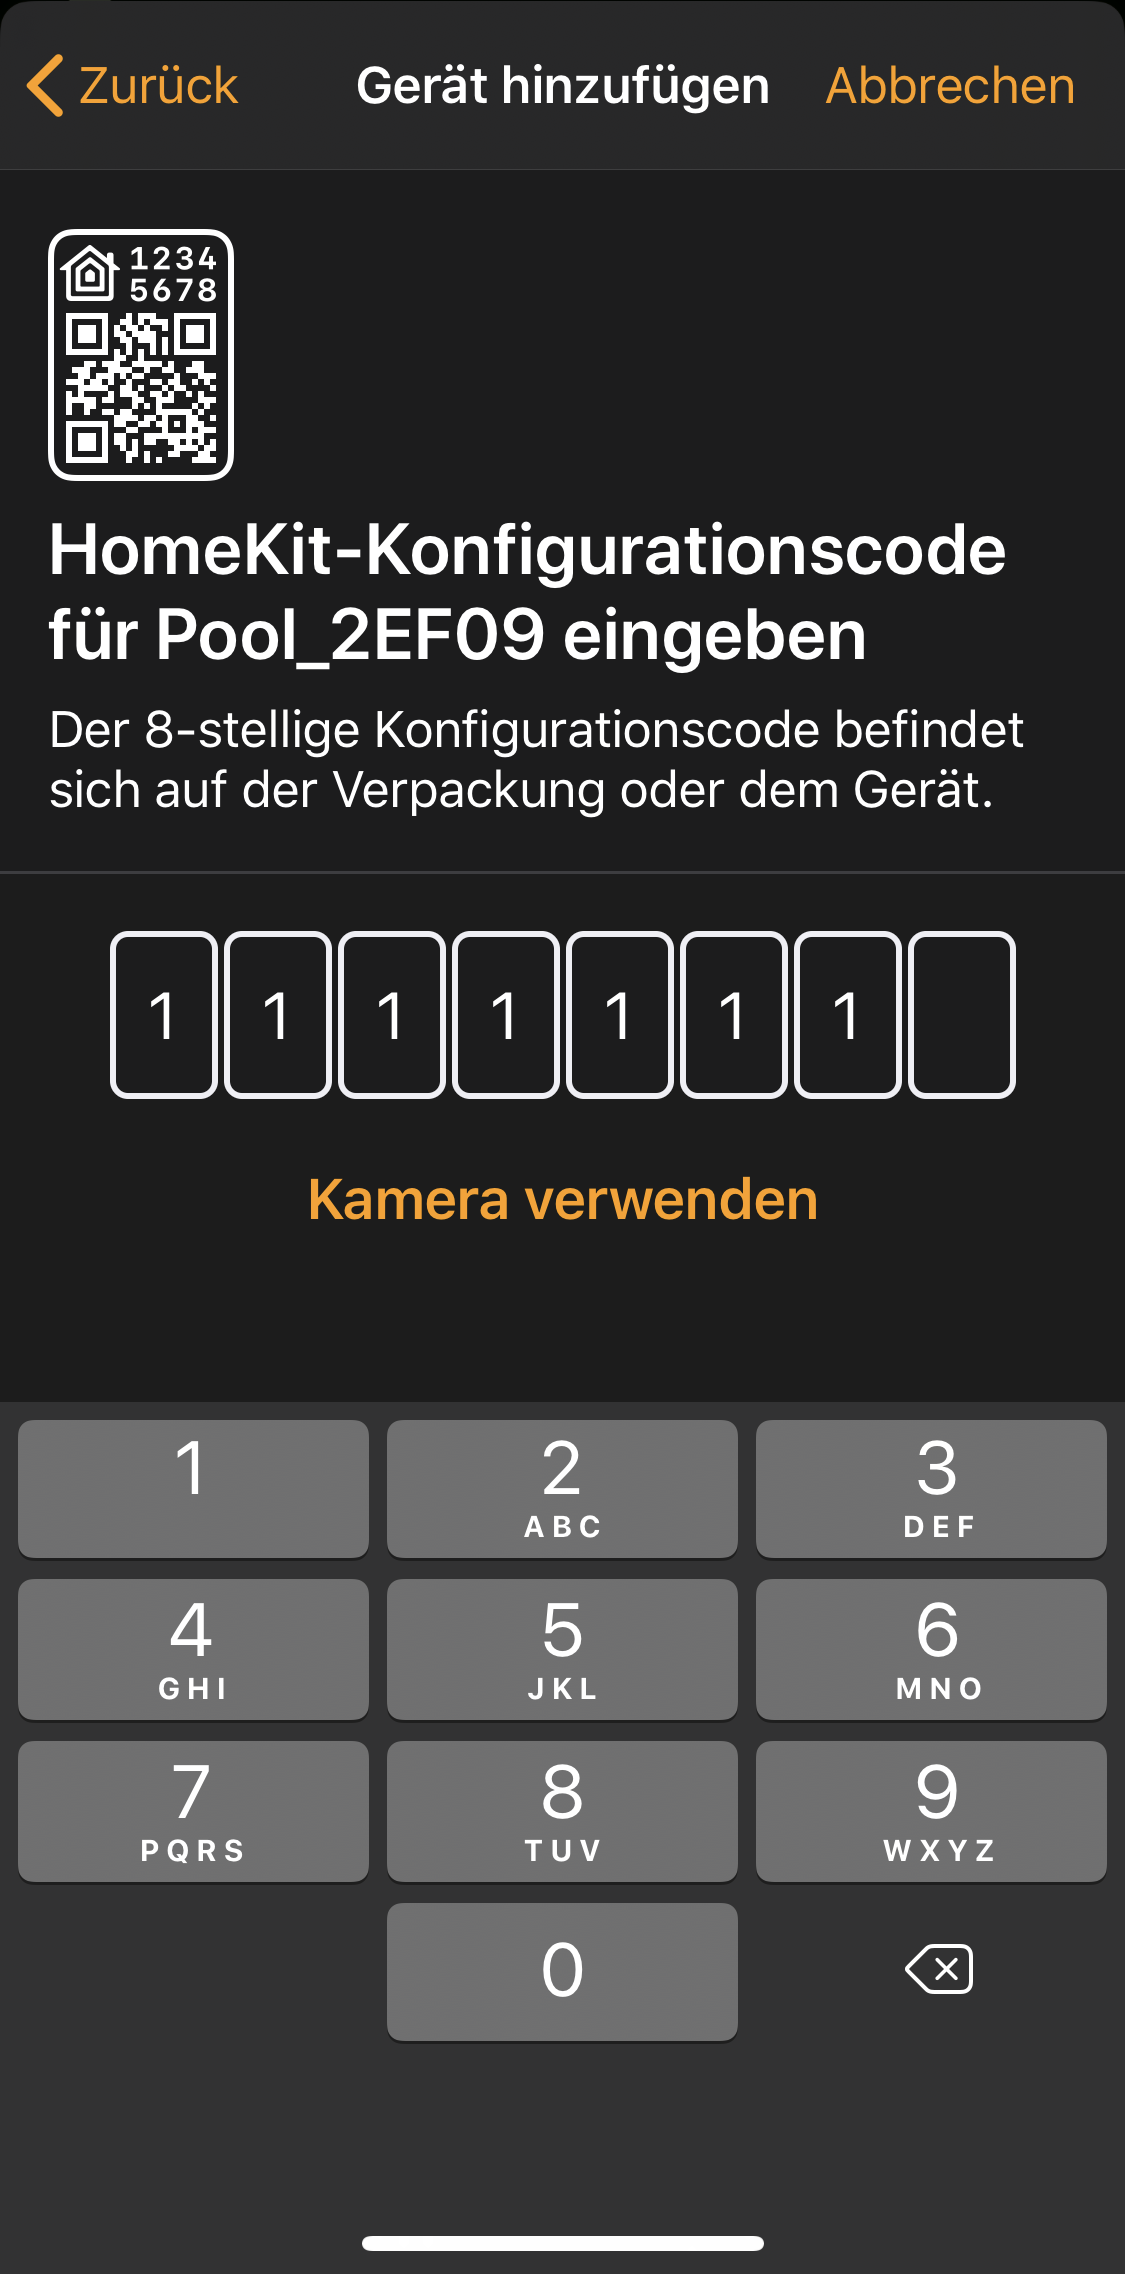 Zurück Gerät hinzufügen Abbrechen
1234
5678
HomeKit-Konfigurationscode
für Pool_2EF09 eingeben
Der 8-stellige Konfigurationscode befindet
sich auf der Verpackung oder dem Gerät.
1 1 1 1 1 1 1
Kamera verwenden
1 2 3
ABC DEF
4 5 6
GHI JKL MNO
7 8 9
PQRS TUV WXYZ
0